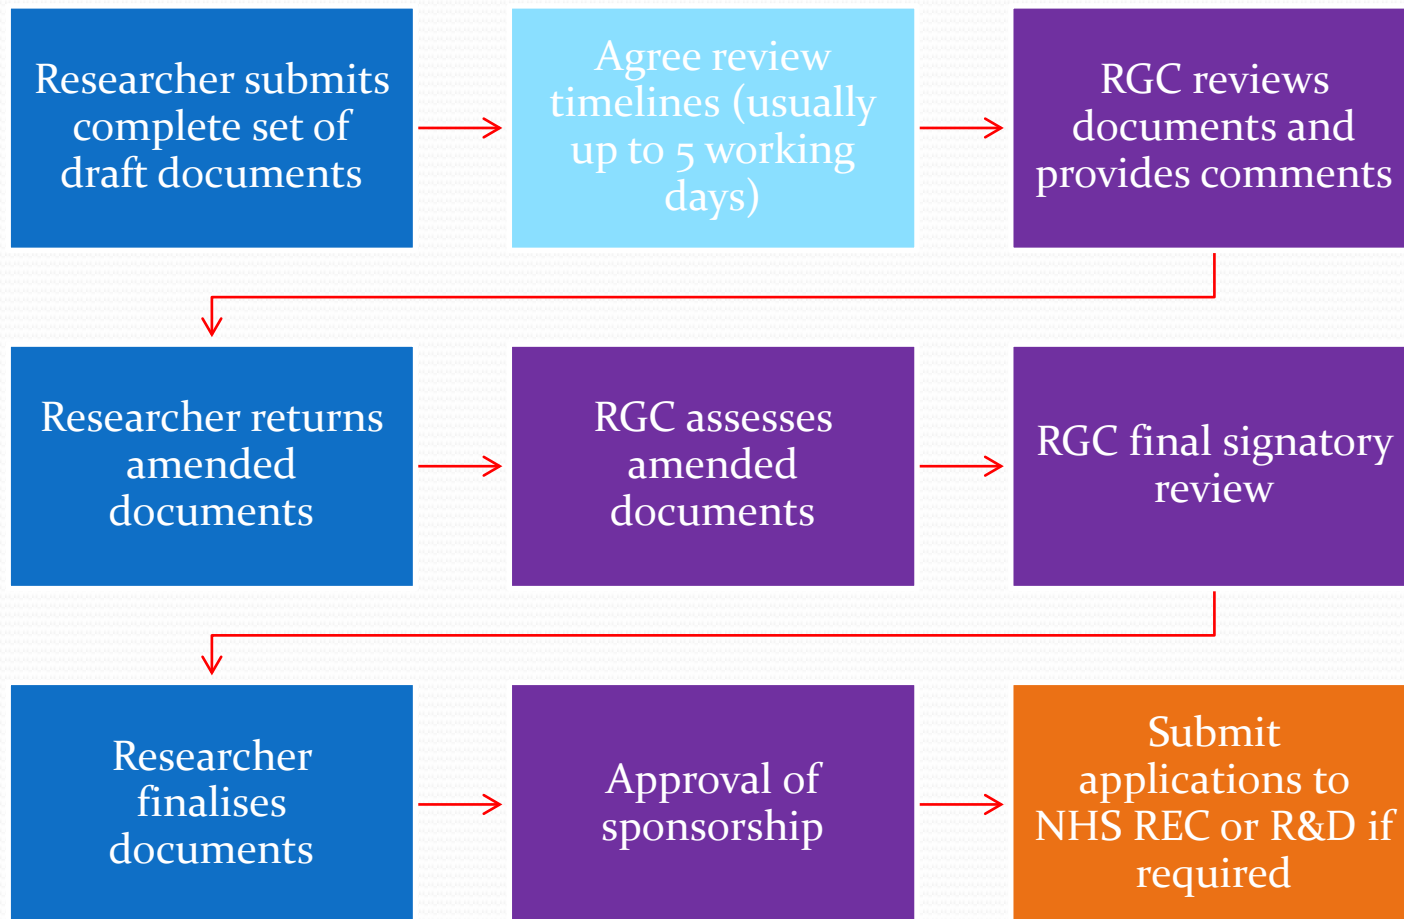 Researcher submits
complete set of
draft documents
Agree review
timelines (usually
up to 5 working
days)
RGC reviews
documents and
provides comments
Researcher returns
amended
documents
RGC assesses
amended
documents
RGC final signatory
review
Researcher
finalises
documents
Approval of
sponsorship
Submit
applications to
NHS REC or R&D if
required